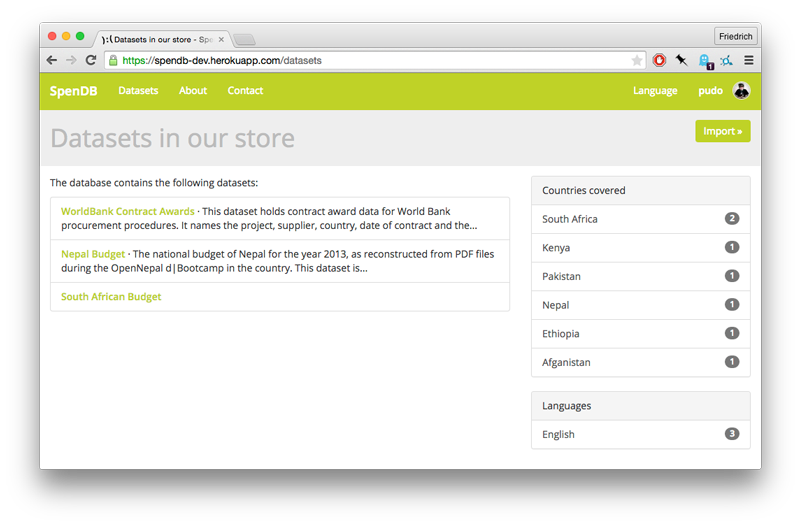 Datasets in our store - Spe
Friedrich
https://spendb-dev.herokuapp.com/datasets
1
SpenDB Datasets About Contact Language pudo
Datasets in our store
Import »
The database contains the following datasets:
WorldBank Contract Awards · This dataset holds contract award data for World Bank
procurement procedures. It names the project, supplier, country, date of contract and the...
Nepal Budget · The national budget of Nepal for the year 2013, as reconstructed from PDF files
during the OpenNepal d|Bootcamp in the country. This dataset is...
South African Budget
Countries covered
South Africa 2
Kenya 1
Pakistan 1
Nepal 1
Ethiopia 1
Afganistan 1
Languages
English 3